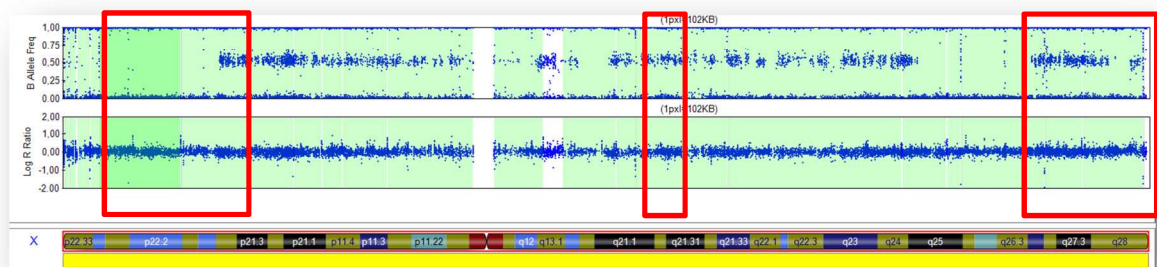 (1pxl=102KB)
1.00
0.75
0.50
0.25
0.00
B Allele Freq
(1pxl=102KB)
2.00
1.00
0.00
-1.00
-2.00
Log R Ratio
X p22.33 p22.2 p21.3 p21.1 p11.4 p11.3 p11.22 q12 q13.1 q21.1 q21.31 q21.33 q22.1 q22.3 q23 q24 q25 q26.3 q27.3 q28